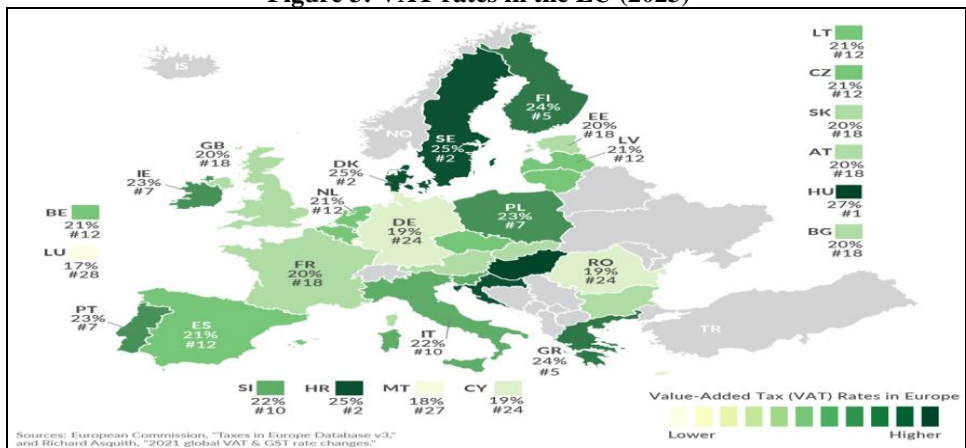 Figure 3: VAT rates in the EU (2023)
IS
NO
FI
24%
#5
SE
25%
#2
EE
20%
#18
LV
21%
#12
LT
21%
#12
CZ
21%
#12
SK
20%
#18
AT
20%
#18
HU
27%
#1
BG
20%
#18
GB
20%
#18
IE
23%
#7
DK
25%
#2
NL
21%
#12
BE
21%
#12
LU
17%
#28
DE
19%
#24
PL
23%
#7
FR
20%
#18
RO
19%
#24
PT
23%
#7
ES
21%
#12
IT
22%
#10
GR
24%
#5
TR
SI
22%
#10
HR
25%
#2
MT
18%
#27
CY
19%
#24
Value-Added Tax (VAT) Rates in Europe
Lower
Higher
Sources: European Commission, "Taxes in Europe Database v3,"
and Richard Asquith, "2021 global VAT & GST rate changes."